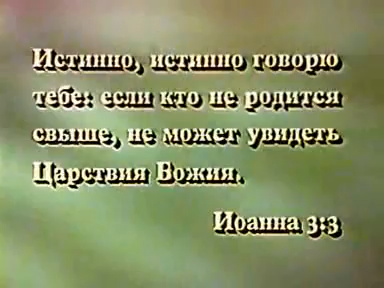 Истинно, истинно говорю
тебе: если кто не родится
свыше, не может увидеть
Царствия Божия.
Иоанна 3:3